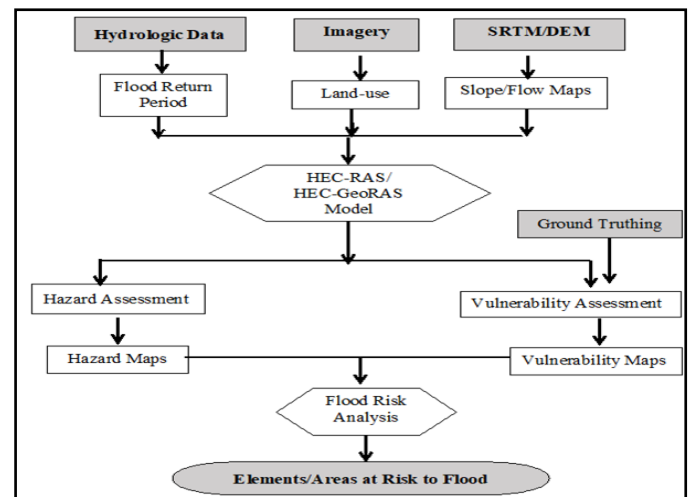 Hydrologic Data
Imagery
SRTM/DEM
Flood Return
Period
Land-use
Slope/Flow Maps
HEC-RAS/
HEC-GeoRAS
Model
Ground Truthing
Hazard Assessment
Vulnerability Assessment
Hazard Maps
Vulnerability Maps
Flood Risk
Analysis
Elements/Areas at Risk to Flood